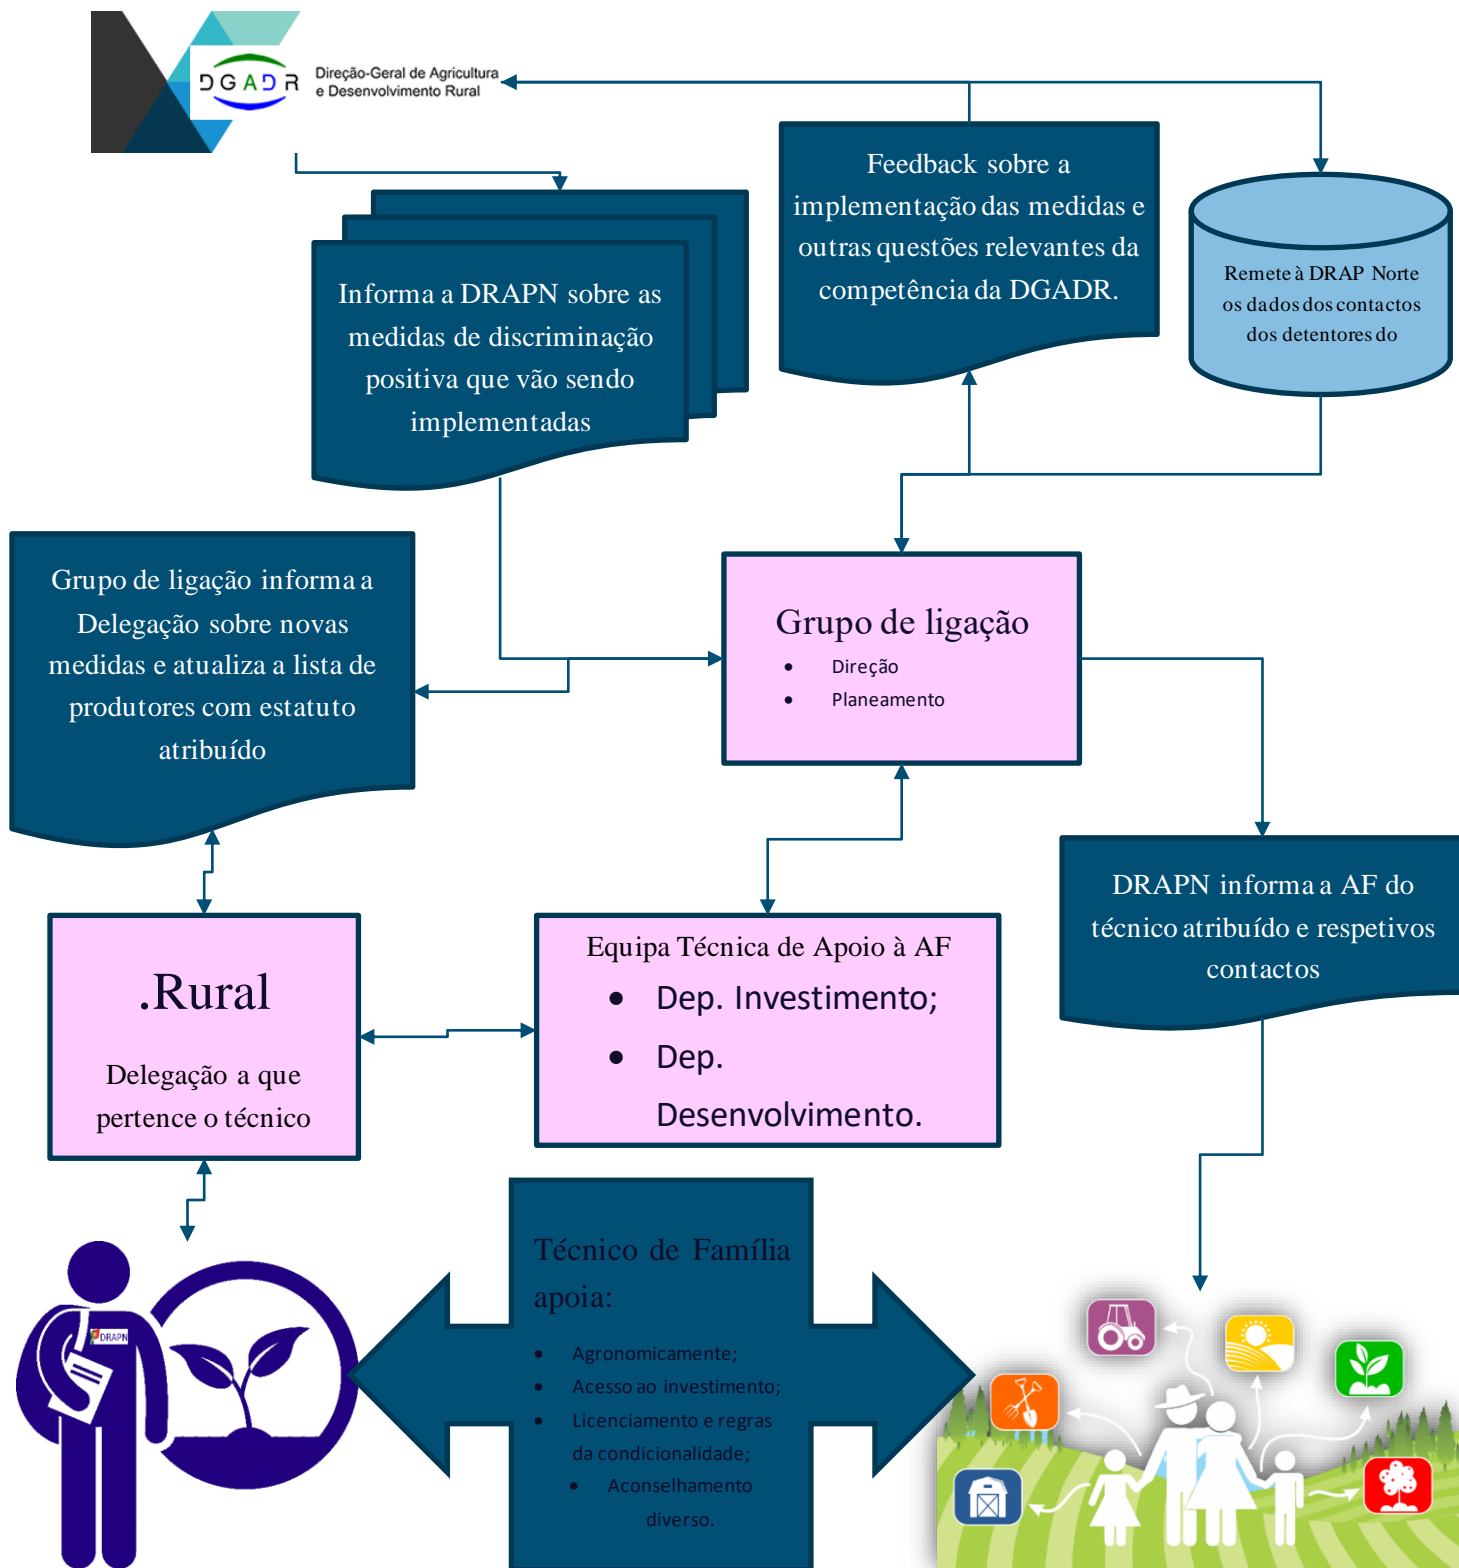 DGADR
Direção-Geral de Agricultura
e Desenvolvimento Rural
Informa a DRAPN sobre as
medidas de discriminação
positiva que vão sendo
implementadas
Feedback sobre a
implementação das medidas e
outras questões relevantes da
competência da DGADR.
Remete à DRAP Norte
os dados dos contactos
dos detentores do
Grupo de ligação informa a
Delegação sobre novas
medidas e atualiza a lista de
produtores com estatuto
atribuído
Grupo de ligação
• Direção
• Planeamento
DRAPN informa a AF do
técnico atribuído e respetivos
contactos
.Rural
Delegação a que
pertence o técnico
Equipa Técnica de Apoio à AF
• Dep. Investimento;
• Dep.
Desenvolvimento.
Técnico de Família
apoia:
• Agronomicamente;
• Acesso ao investimento;
• Licenciamento e regras
da condicionalidade;
• Aconselhamento
diverso.
DRAPN